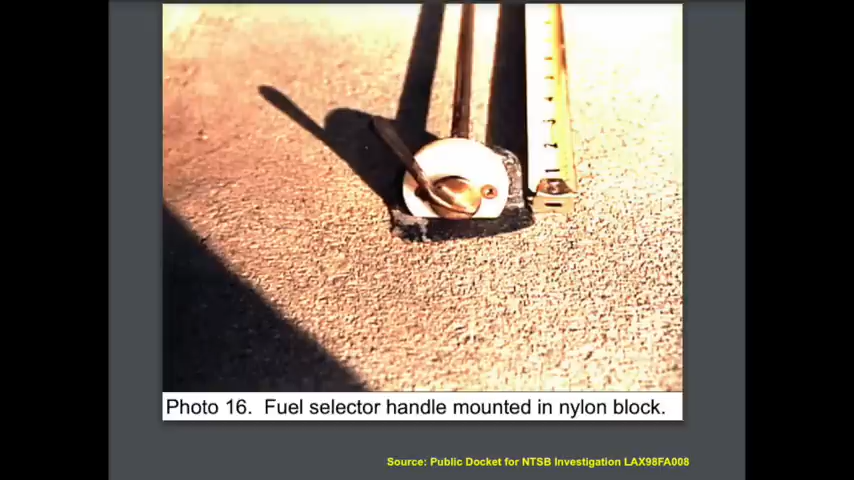 Photo 16. Fuel selector handle mounted in nylon block.
Source: Public Docket for NTSB Investigation LAX98FA008